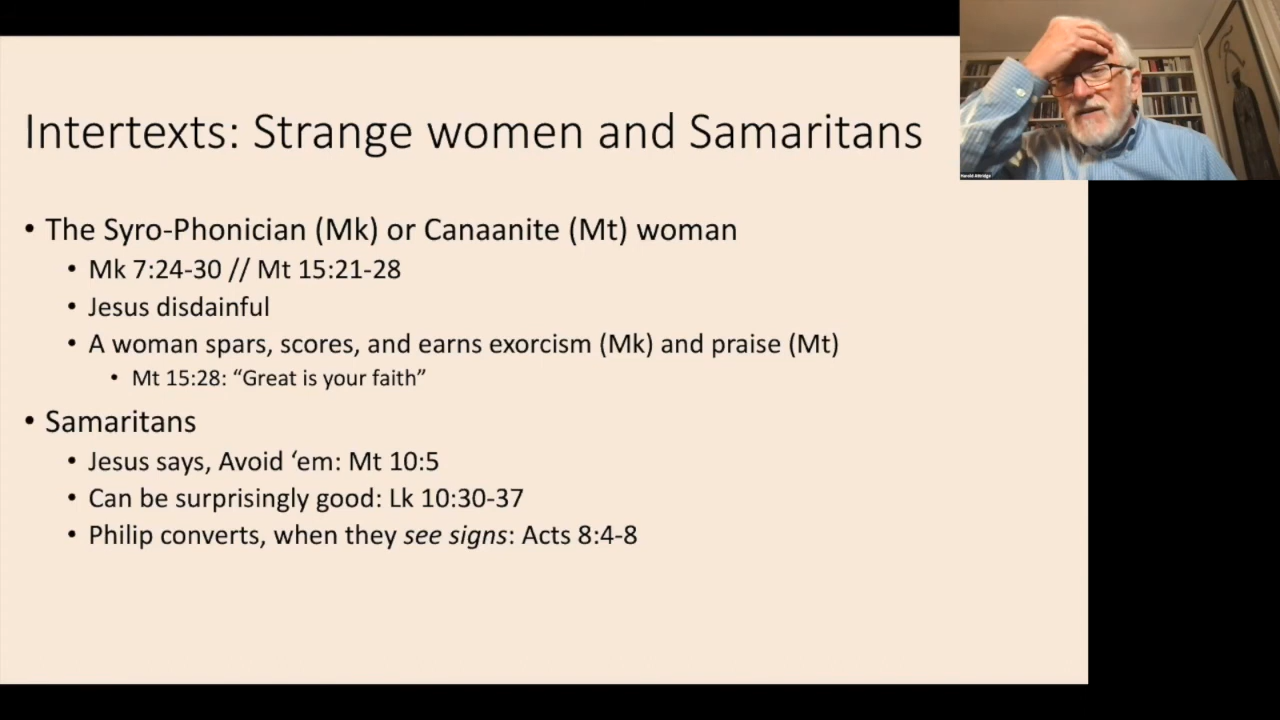 Intertexts: Strange women and Samaritans
• The Syro-Phonician (Mk) or Canaanite (Mt) woman
• Mk 7:24-30 // Mt 15:21-28
• Jesus disdainful
• A woman spars, scores, and earns exorcism (Mk) and praise (Mt)
• Mt 15:28: “Great is your faith”
• Samaritans
• Jesus says, Avoid ‘em: Mt 10:5
• Can be surprisingly good: Lk 10:30-37
• Philip converts, when they see signs: Acts 8:4-8
Harold Attridge